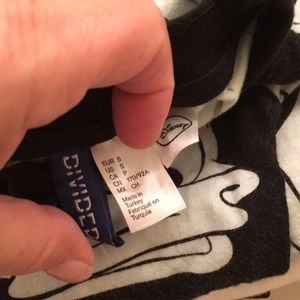 DIVIDED
EUR S
US S
CA P
CN 170/92A
MX CH
Made in
Turkey
Fabriqué en
Turquie
Disney